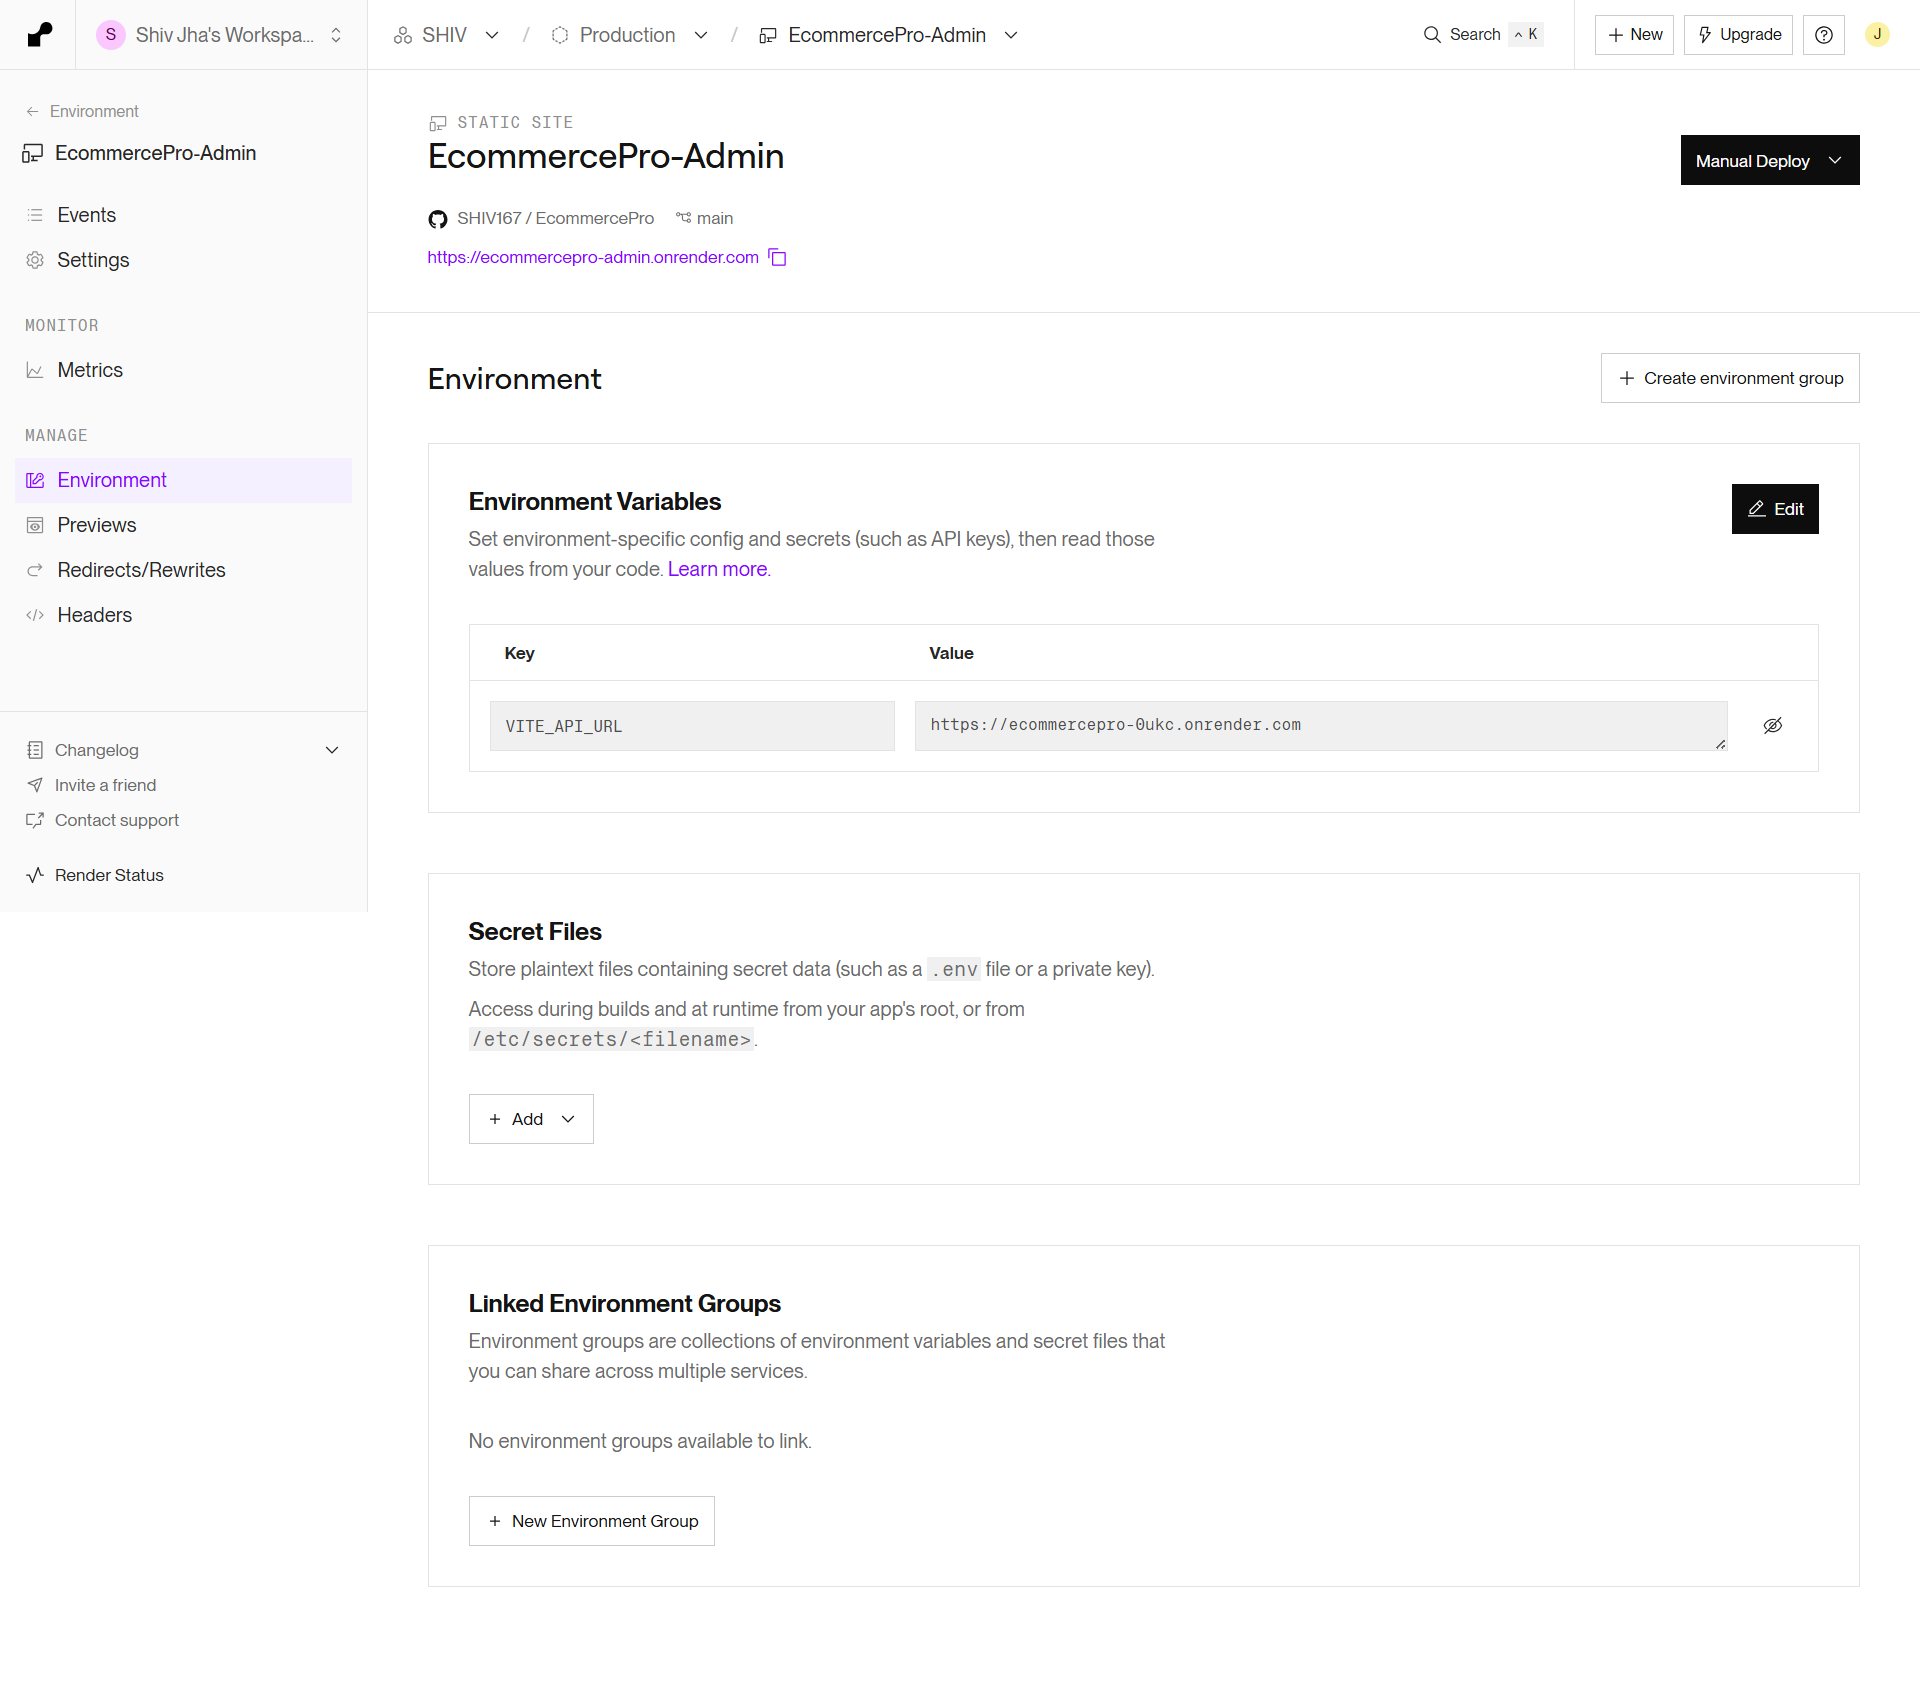 S Shiv Jha's Workspa...
SHIV / Production / EcommercePro-Admin
Search ^ K
New
Upgrade
J
Environment
EcommercePro-Admin
Events
Settings
MONITOR
Metrics
MANAGE
Environment
Previews
Redirects/Rewrites
Headers
Changelog
Invite a friend
Contact support
Render Status
STATIC SITE
EcommercePro-Admin
Manual Deploy
SHIV167 / EcommercePro main
https://ecommercepro-admin.onrender.com
Environment
Create environment group
Environment Variables
Edit
Set environment-specific config and secrets (such as API keys), then read those
values from your code. Learn more.
Key Value
VITE_API_URL https://ecommercepro-0ukc.onrender.com
Secret Files
Store plaintext files containing secret data (such as a .env file or a private key).
Access during builds and at runtime from your app's root, or from
/etc/secrets/<filename>.
+ Add
Linked Environment Groups
Environment groups are collections of environment variables and secret files that
you can share across multiple services.
No environment groups available to link.
+ New Environment Group